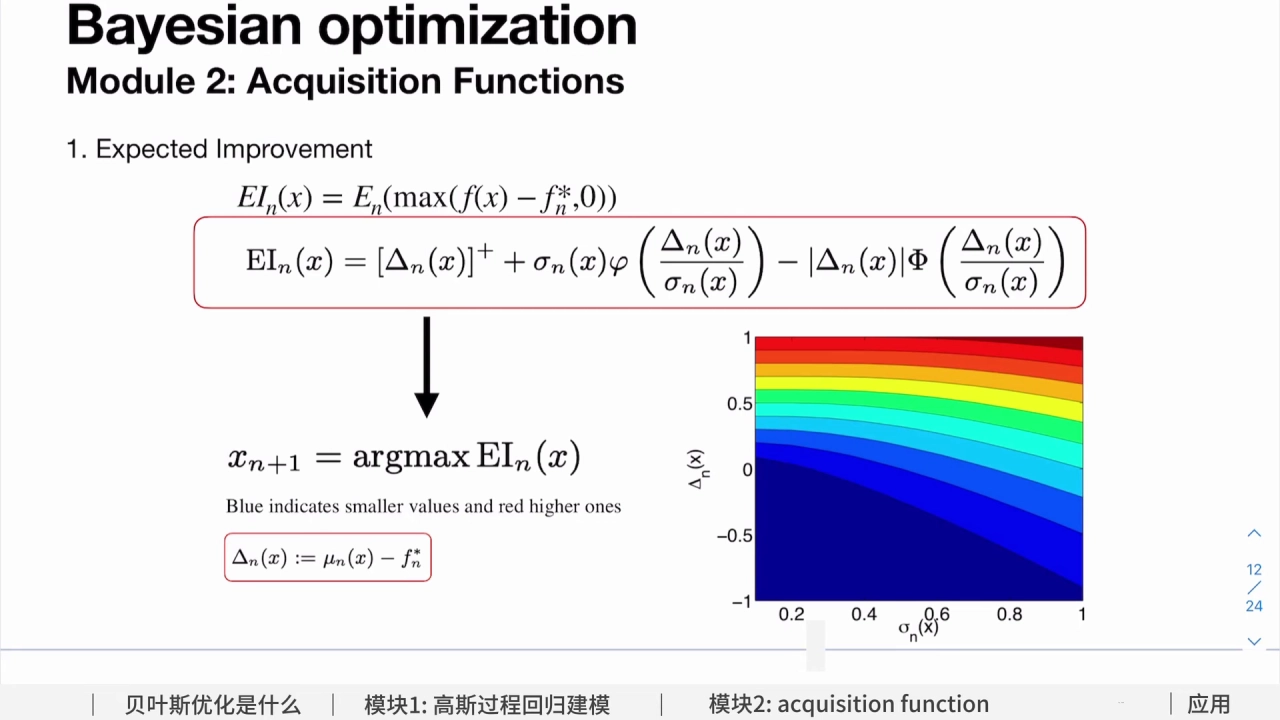 Bayesian optimization
Module 2: Acquisition Functions
1. Expected Improvement
EIₙ(x) = Eₙ(max(f(x) − fₙ*,0))
EIₙ(x) = [Δₙ(x)]⁺ + σₙ(x)φ(Δₙ(x)/σₙ(x)) − |Δₙ(x)|Φ(Δₙ(x)/σₙ(x))
xₙ₊₁ = argmax EIₙ(x)
Blue indicates smaller values and red higher ones
Δₙ(x) := μₙ(x) − fₙ*
1
0.5
0
−0.5
−1
Δₙ(x)
0.2 0.4 0.6 0.8 1
σₙ(x)
12
/
24
贝叶斯优化是什么 | 模块1: 高斯过程回归建模 | 模块2: acquisition function | 应用